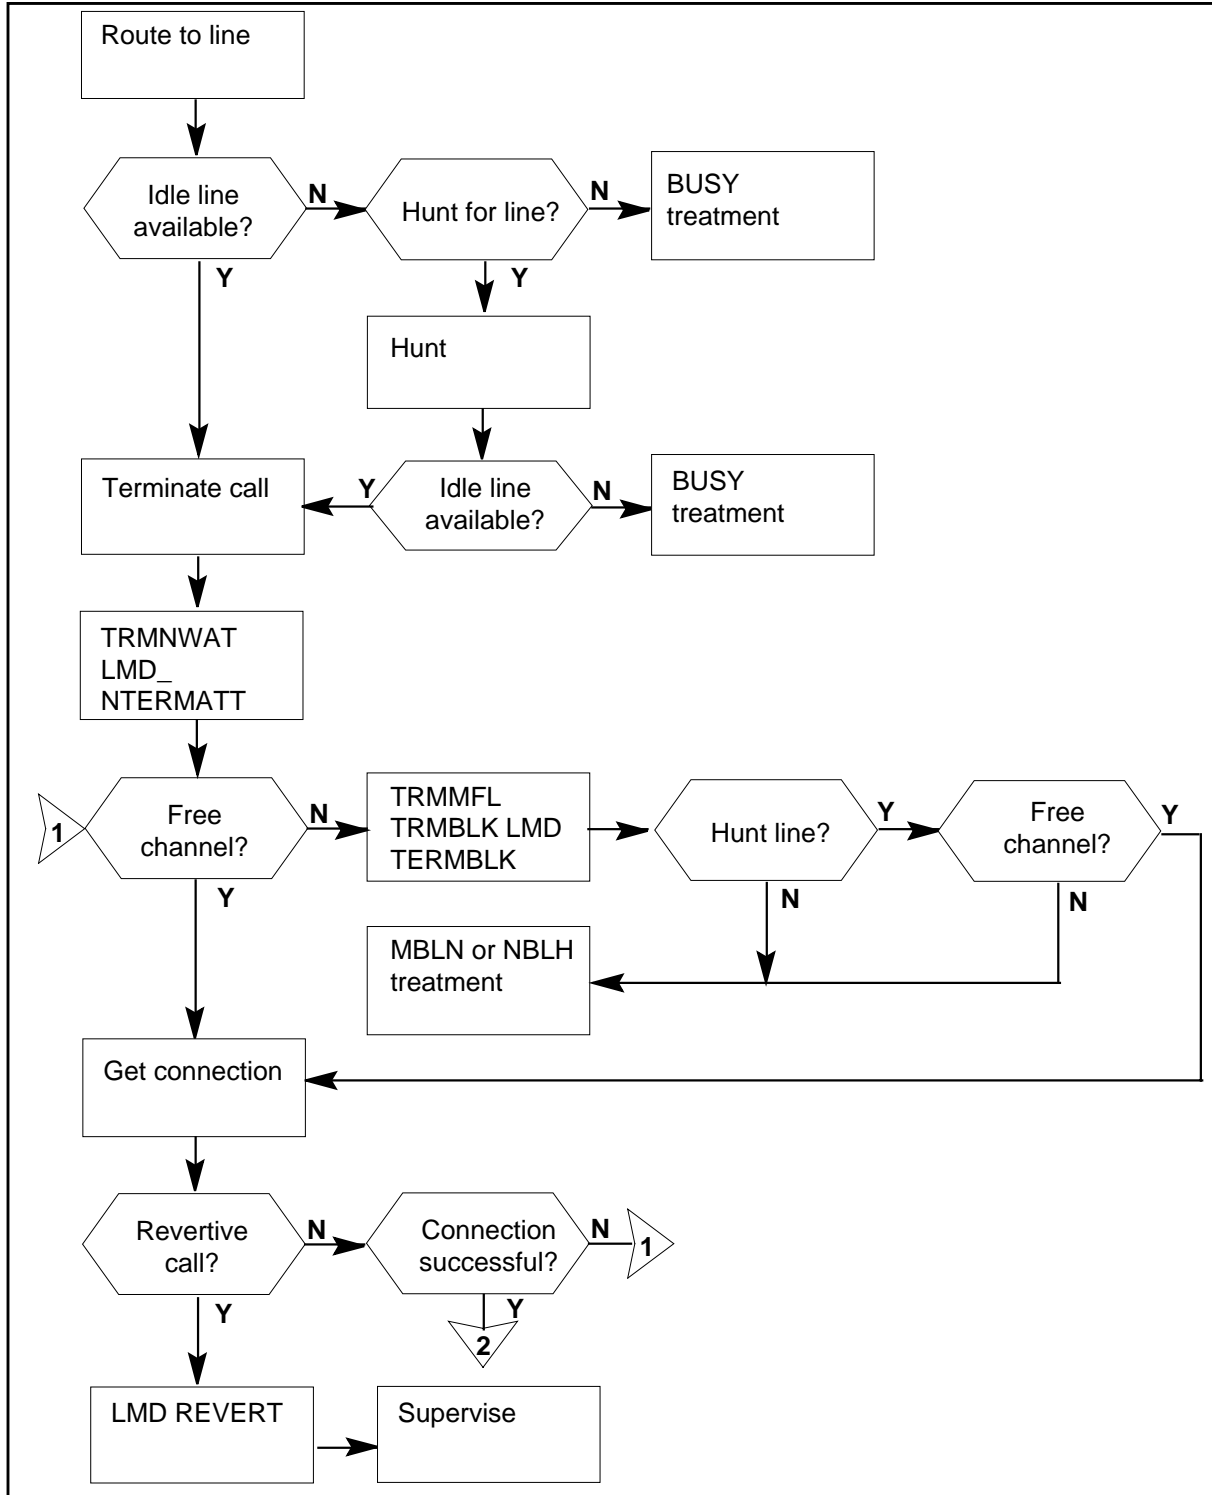 Route to line
Idle line
available?
N
Hunt for line?
N
BUSY
treatment
Y
Y
Hunt
Terminate call
Y
Idle line
available?
N
BUSY
treatment
TRMNWAT
LMD_
NTERMATT
1
Free
channel?
N
TRMMFL
TRMBLK LMD
TERMBLK
Hunt line?
Y
Free
channel?
Y
Y
N
N
MBLN or NBLH
treatment
Get connection
Revertive
call?
N
Connection
successful?
N
1
Y
Y
2
LMD REVERT
Supervise